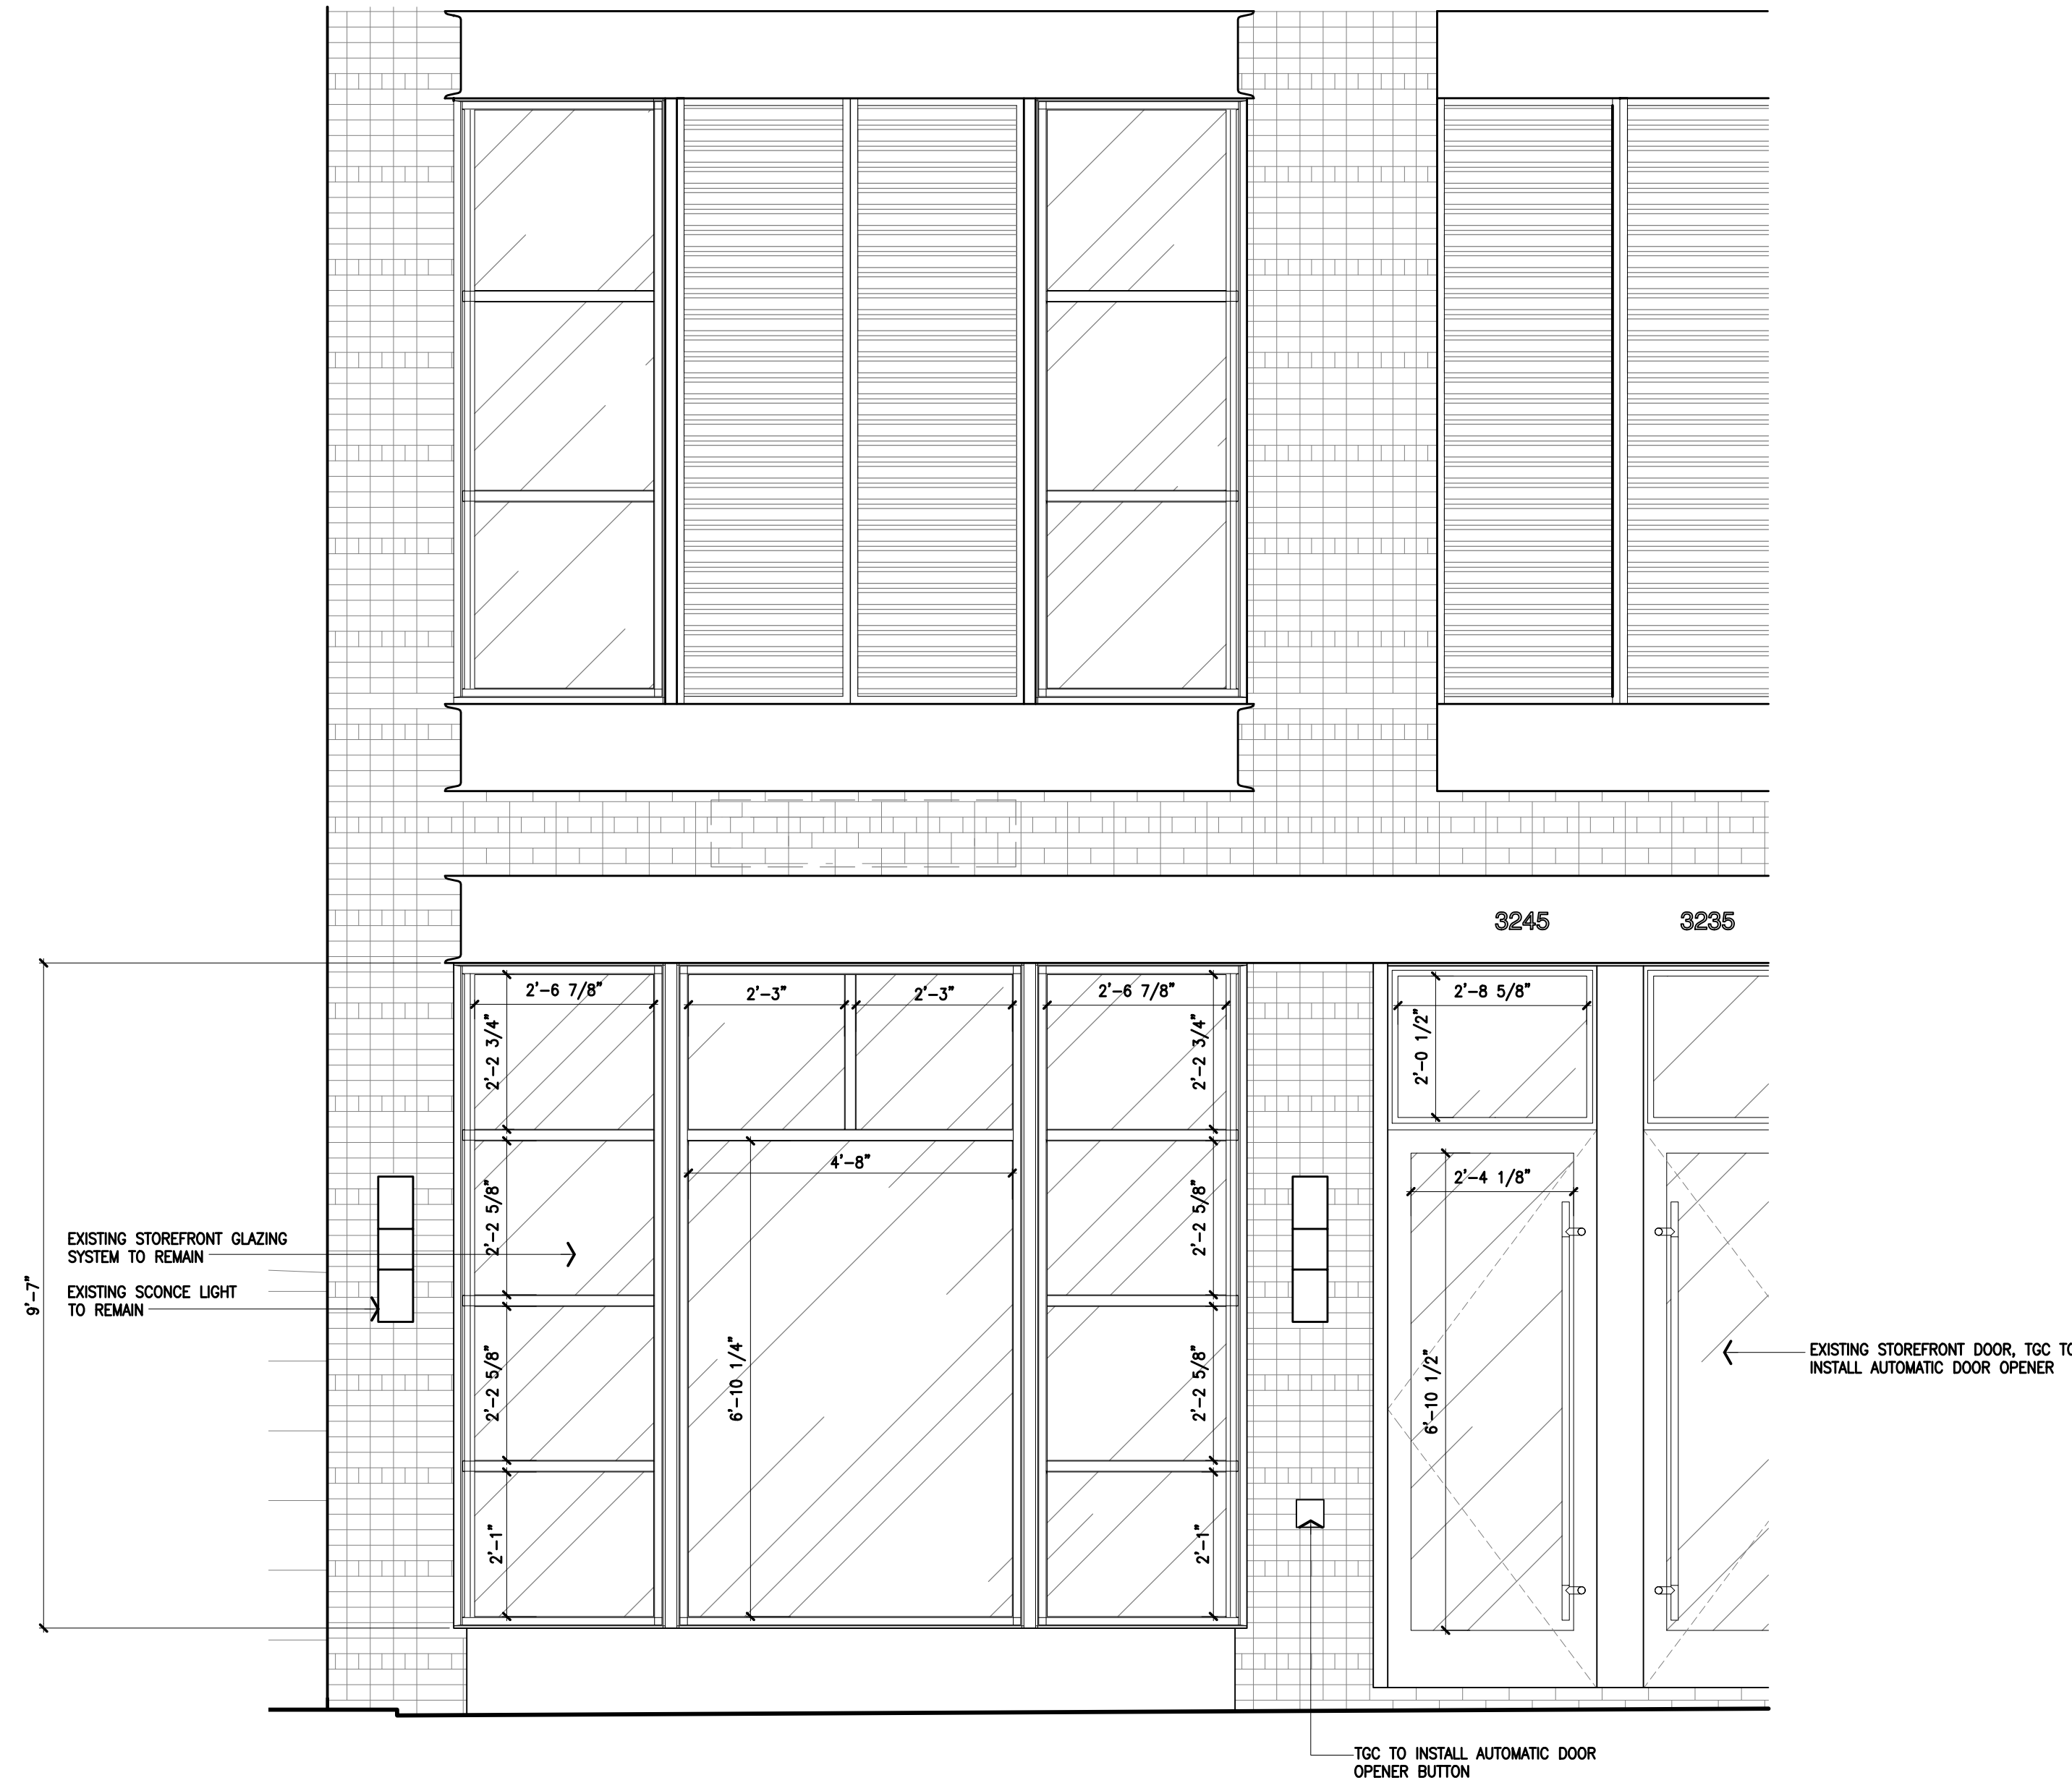 3245 3235
2'-6 7/8" 2'-3" 2'-3" 2'-6 7/8" 2'-8 5/8"
2'-2 3/4" 2'-2 3/4" 2'-0 1/2"
4'-8" 2'-4 1/8"
2'-2 5/8" 2'-2 5/8"
EXISTING STOREFRONT GLAZING
SYSTEM TO REMAIN
9'-7"
EXISTING SCONCE LIGHT
TO REMAIN
2'-2 5/8" 6'-10 1/4" 2'-2 5/8" 6'-10 1/2"
EXISTING STOREFRONT DOOR, TGC TO
INSTALL AUTOMATIC DOOR OPENER
2'-1" 2'-1"
TGC TO INSTALL AUTOMATIC DOOR
OPENER BUTTON